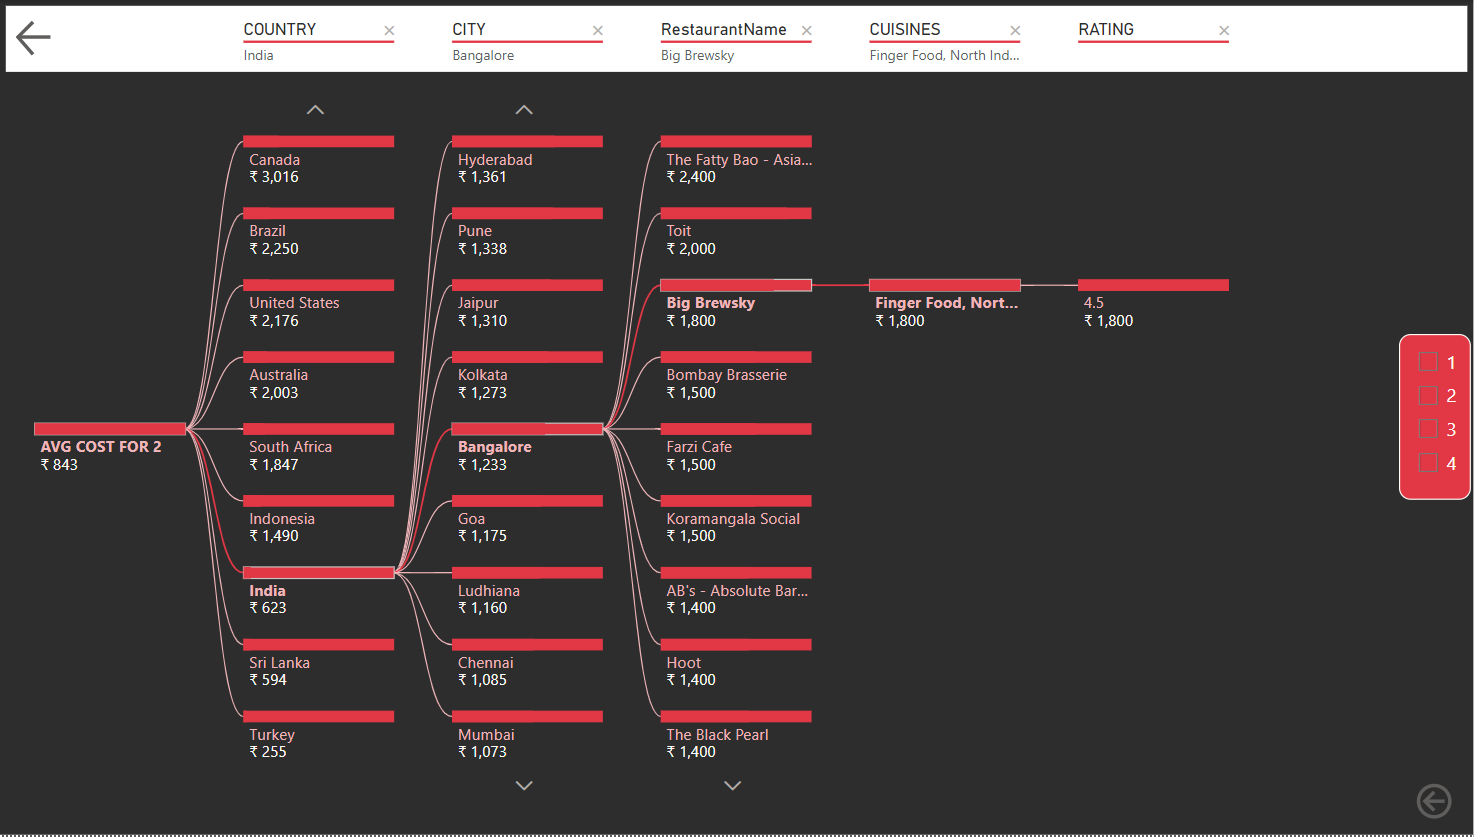 COUNTRY
India
CITY
Bangalore
RestaurantName
Big Brewsky
CUISINES
Finger Food, North Ind...
RATING
AVG COST FOR 2
₹ 843
Canada
₹ 3,016
Brazil
₹ 2,250
United States
₹ 2,176
Australia
₹ 2,003
South Africa
₹ 1,847
Indonesia
₹ 1,490
India
₹ 623
Sri Lanka
₹ 594
Turkey
₹ 255
Hyderabad
₹ 1,361
Pune
₹ 1,338
Jaipur
₹ 1,310
Kolkata
₹ 1,273
Bangalore
₹ 1,233
Goa
₹ 1,175
Ludhiana
₹ 1,160
Chennai
₹ 1,085
Mumbai
₹ 1,073
The Fatty Bao - Asia...
₹ 2,400
Toit
₹ 2,000
Big Brewsky
₹ 1,800
Bombay Brasserie
₹ 1,500
Farzi Cafe
₹ 1,500
Koramangala Social
₹ 1,500
AB's - Absolute Bar...
₹ 1,400
Hoot
₹ 1,400
The Black Pearl
₹ 1,400
Finger Food, Nort...
₹ 1,800
4.5
₹ 1,800
1
2
3
4